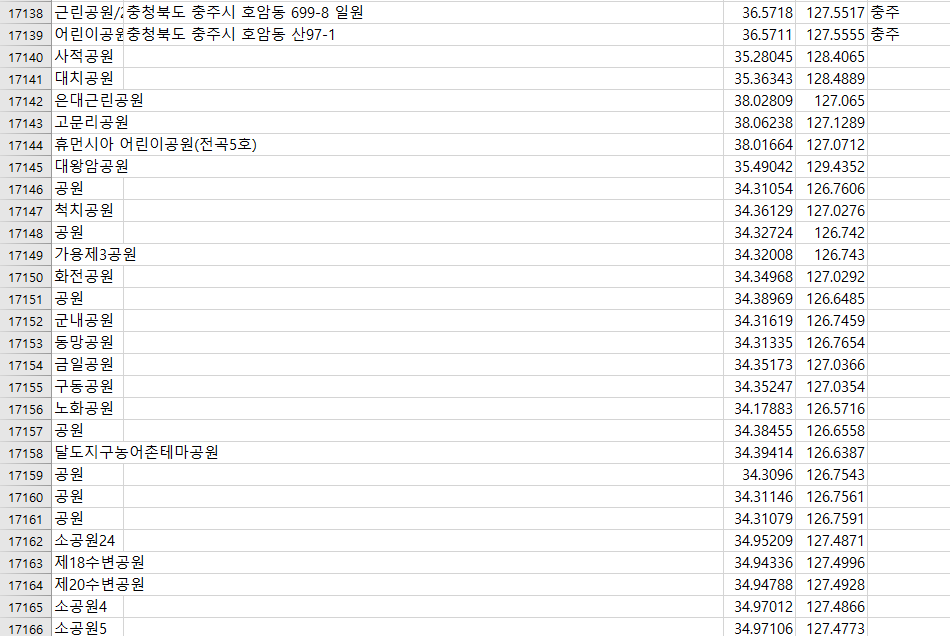 17138 근린공원/2 충청북도 충주시 호암동 699-8 일원 36.5718 127.5517 충주
17139 어린이공원 충청북도 충주시 호암동 산97-1 36.5711 127.5555 충주
17140 사적공원 35.28045 128.4065
17141 대치공원 35.36343 128.4889
17142 은대근린공원 38.02809 127.065
17143 고문리공원 38.06238 127.1289
17144 휴먼시아 어린이공원(전곡5호) 38.01664 127.0712
17145 대왕암공원 35.49042 129.4352
17146 공원 34.31054 126.7606
17147 척치공원 34.36129 127.0276
17148 공원 34.32724 126.742
17149 가용제3공원 34.32008 126.743
17150 화전공원 34.34968 127.0292
17151 공원 34.38969 126.6485
17152 군내공원 34.31619 126.7459
17153 동망공원 34.31335 126.7654
17154 금일공원 34.35173 127.0366
17155 구동공원 34.35247 127.0354
17156 노화공원 34.17883 126.5716
17157 공원 34.38455 126.6558
17158 달도지구농어촌테마공원 34.39414 126.6387
17159 공원 34.3096 126.7543
17160 공원 34.31146 126.7561
17161 공원 34.31079 126.7591
17162 소공원24 34.95209 127.4871
17163 제18수변공원 34.94336 127.4996
17164 제20수변공원 34.94788 127.4928
17165 소공원4 34.97012 127.4866
17166 소공원5 34.97106 127.4773